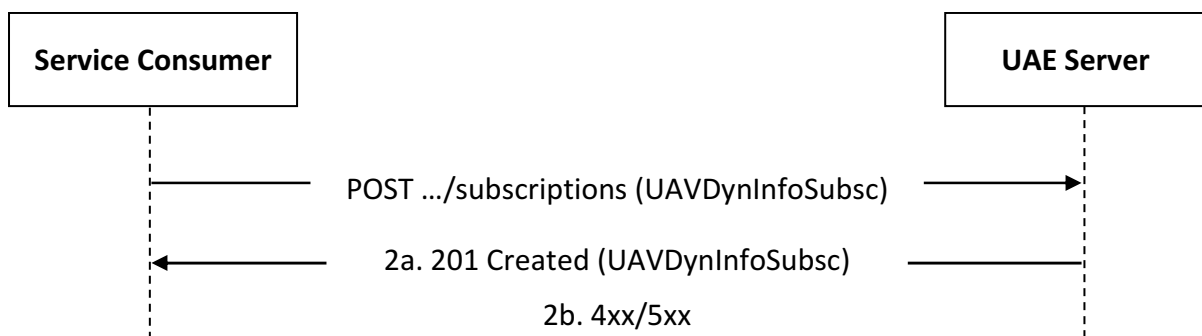 Service Consumer
UAE Server
POST …/subscriptions (UAVDynInfoSubsc)
2a. 201 Created (UAVDynInfoSubsc)
2b. 4xx/5xx